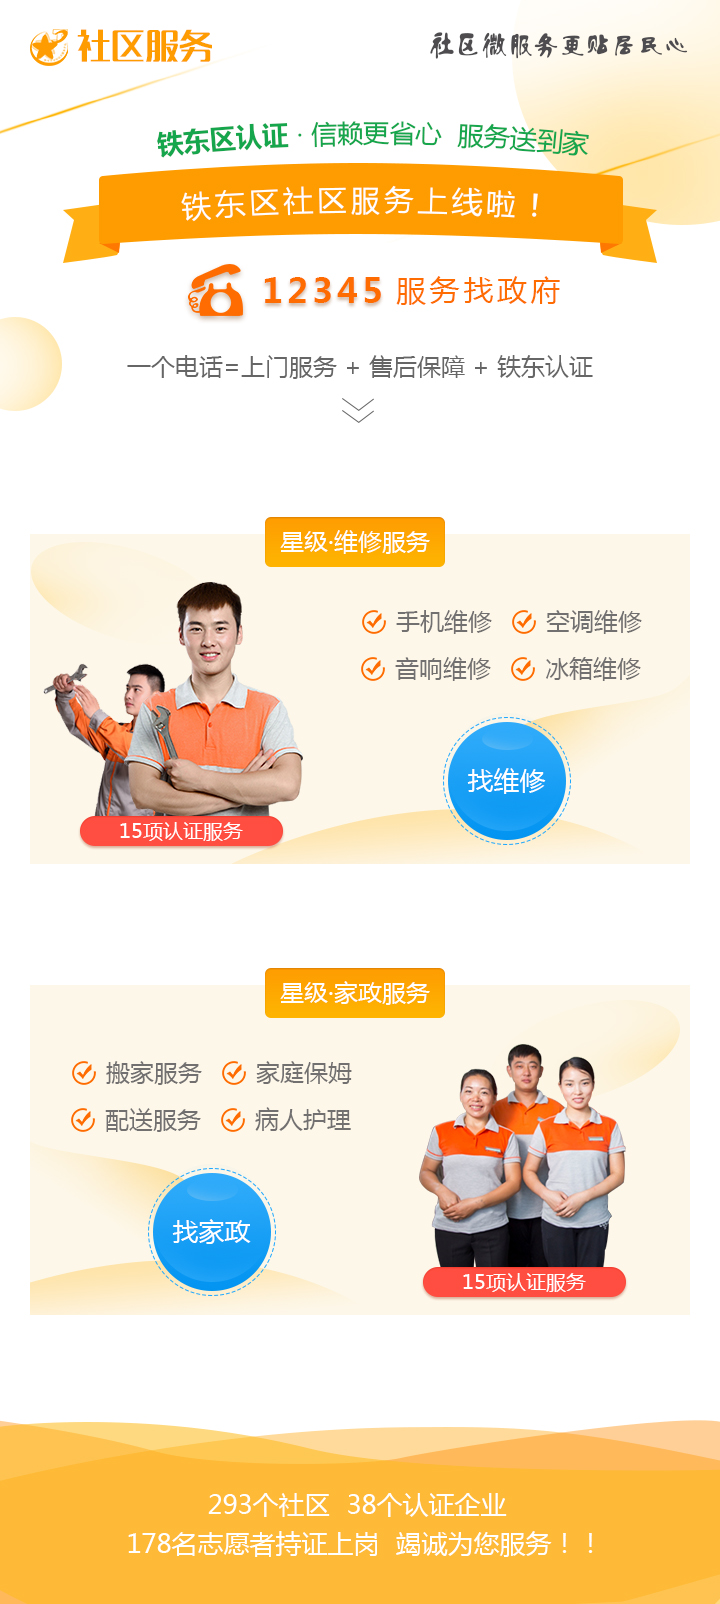 社区服务
社区微服务更贴居民心
铁东区认证·信赖更省心 服务送到家
铁东区社区服务上线啦！
12345 服务找政府
一个电话=上门服务 + 售后保障 + 铁东认证
星级·维修服务
手机维修 空调维修
音响维修 冰箱维修
找维修
15项认证服务
星级·家政服务
搬家服务 家庭保姆
配送服务 病人护理
找家政
15项认证服务
293个社区 38个认证企业
178名志愿者持证上岗 竭诚为您服务！！